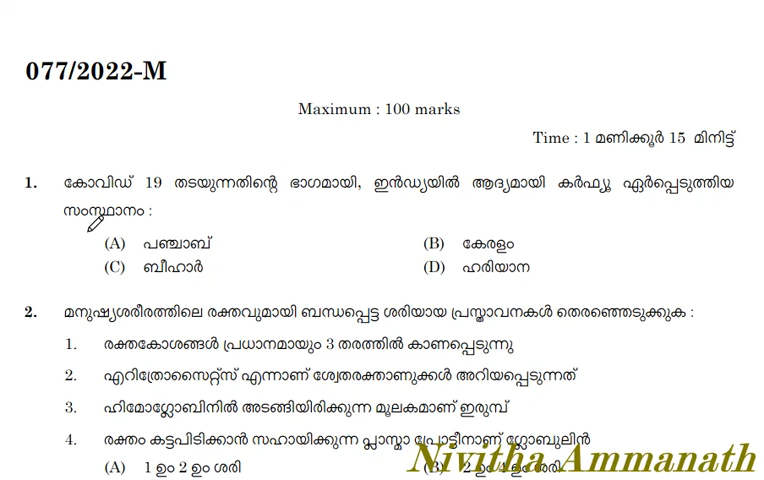 077/2022-M
Maximum : 100 marks
Time : 1 മണിക്കൂർ 15 മിനിട്ട്
1. കോവിഡ് 19 തടയുന്നതിന്റെ ഭാഗമായി, ഇൻഡ്യയിൽ ആദ്യമായി കർഫ്യൂ ഏർപ്പെടുത്തിയ
സംസ്ഥാനം :
(A) പഞ്ചാബ് (B) കേരളം
(C) ബീഹാർ (D) ഹരിയാന
2. മനുഷ്യശരീരത്തിലെ രക്തവുമായി ബന്ധപ്പെട്ട ശരിയായ പ്രസ്താവനകൾ തെരഞ്ഞെടുക്കുക :
1. രക്തകോശങ്ങൾ പ്രധാനമായും 3 തരത്തിൽ കാണപ്പെടുന്നു
2. എറിത്രോസൈറ്റ്സ് എന്നാണ് ശ്വേതരക്താണുക്കൾ അറിയപ്പെടുന്നത്
3. ഹിമോഗ്ലോബിനിൽ അടങ്ങിയിരിക്കുന്ന മൂലകമാണ് ഇരുമ്പ്
4. രക്തം കട്ടപിടിക്കാൻ സഹായിക്കുന്ന പ്ലാസ്മാ പ്രോട്ടീനാണ് ഗ്ലോബുലിൻ
(A) 1 ഉം 2 ഉം ശരി (B) 2 ഉം 4 ഉം ശരി
Nivitha Ammanath